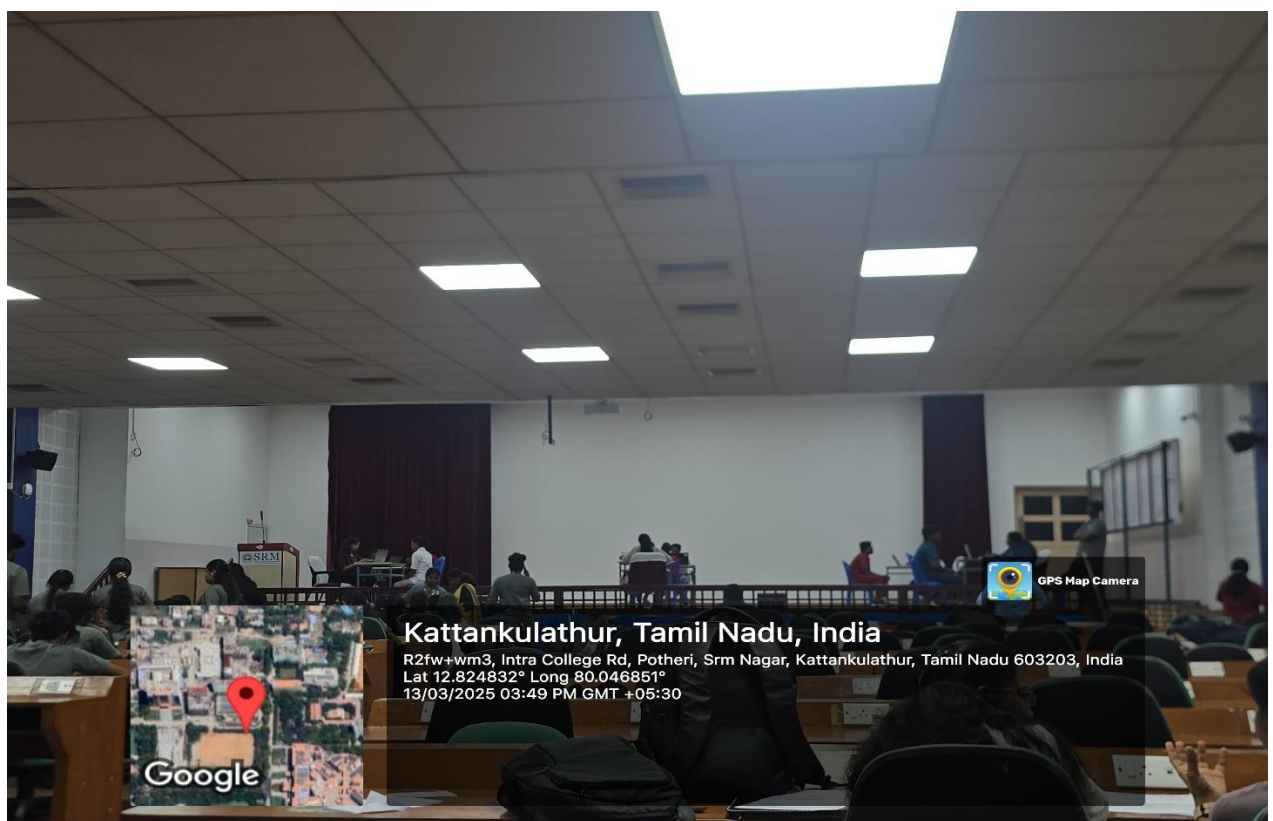 SRM
GPS Map Camera
Kattankulathur, Tamil Nadu, India
R2fw+wm3, Intra College Rd, Potheri, Srm Nagar, Kattankulathur, Tamil Nadu 603203, India
Lat 12.824832° Long 80.046851°
13/03/2025 03:49 PM GMT +05:30
Google